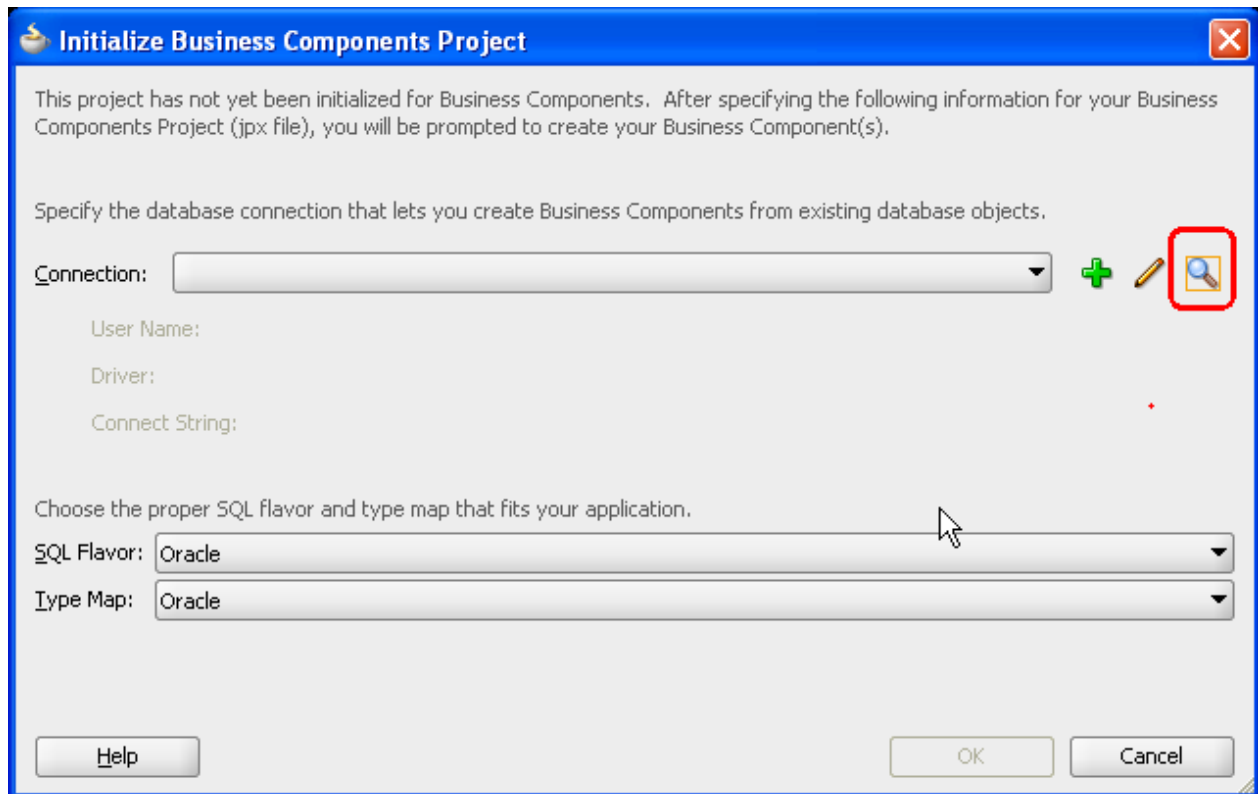 Initialize Business Components Project
This project has not yet been initialized for Business Components.  After specifying the following information for your Business
Components Project (jpx file), you will be prompted to create your Business Component(s).
Specify the database connection that lets you create Business Components from existing database objects.
Connection:
User Name:
Driver:
Connect String:
Choose the proper SQL flavor and type map that fits your application.
SQL Flavor: Oracle
Type Map: Oracle
Help OK Cancel